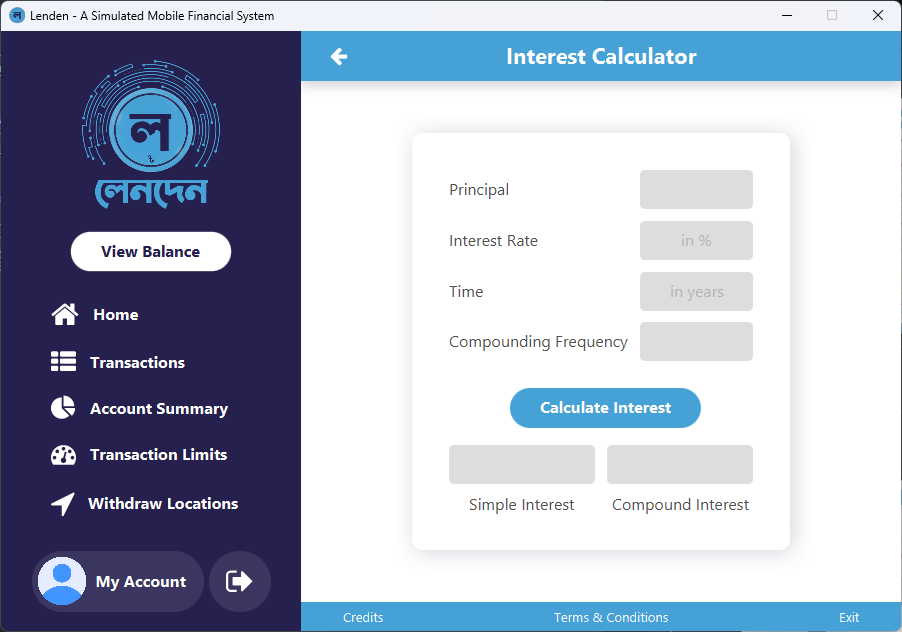 ল Lenden - A Simulated Mobile Financial System
ল
৳
লেনদেন
View Balance
Home
Transactions
Account Summary
Transaction Limits
Withdraw Locations
My Account
Interest Calculator
Principal
Interest Rate in %
Time in years
Compounding Frequency
Calculate Interest
Simple Interest Compound Interest
Credits Terms & Conditions Exit